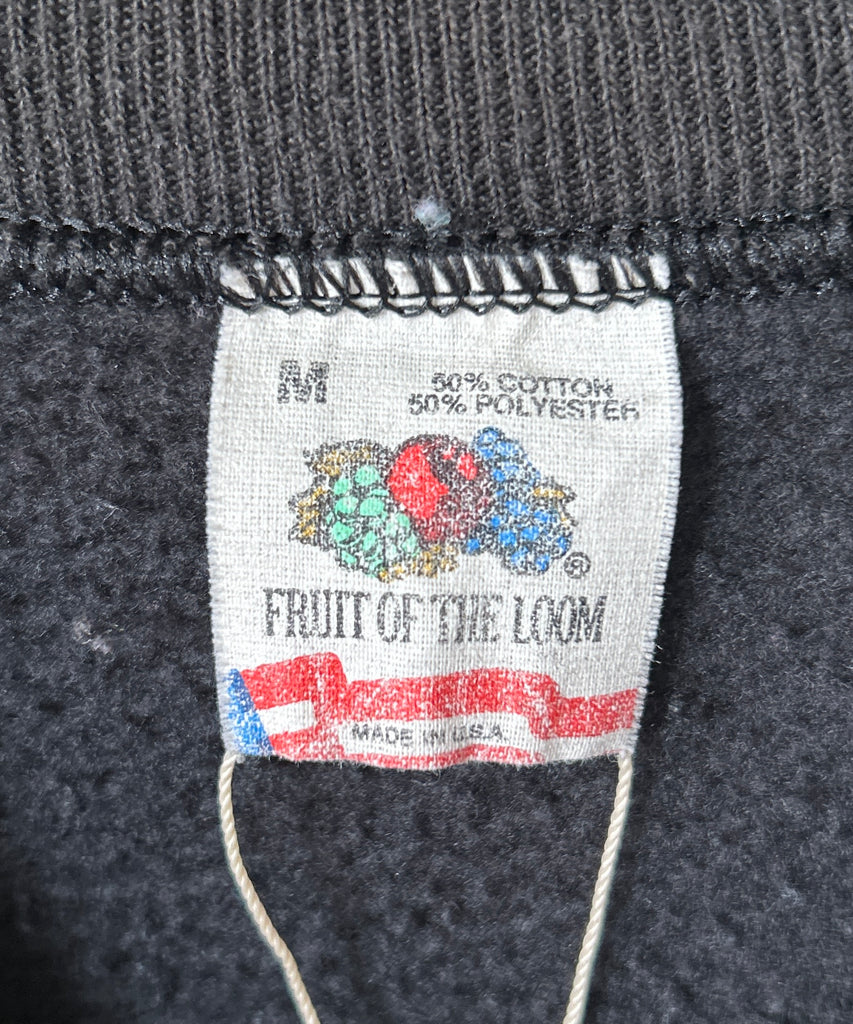 M
50% COTTON
50% POLYESTER
®
FRUIT OF THE LOOM
MADE IN U.S.A.